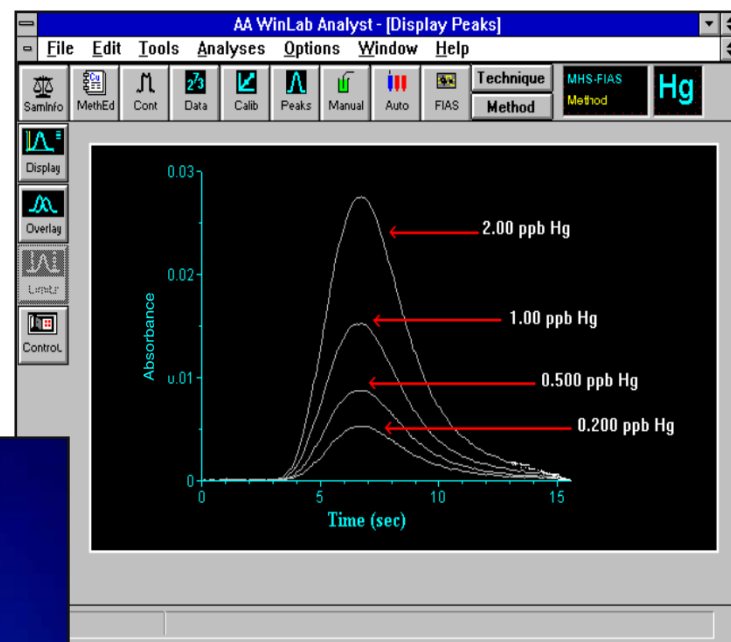 AA WinLab Analyst - [Display Peaks]
File Edit Tools Analyses Options Window Help
SamInfo MethEd Cont Data Calib Peaks Manual Auto FIAS Technique Method MHS-FIAS Method Hg
Display
Overlay
Limits
Control
0.03
2.00 ppb Hg
0.02
1.00 ppb Hg
Absorbance
0.01
0.500 ppb Hg
0.200 ppb Hg
0
0 5 10 15
Time (sec)